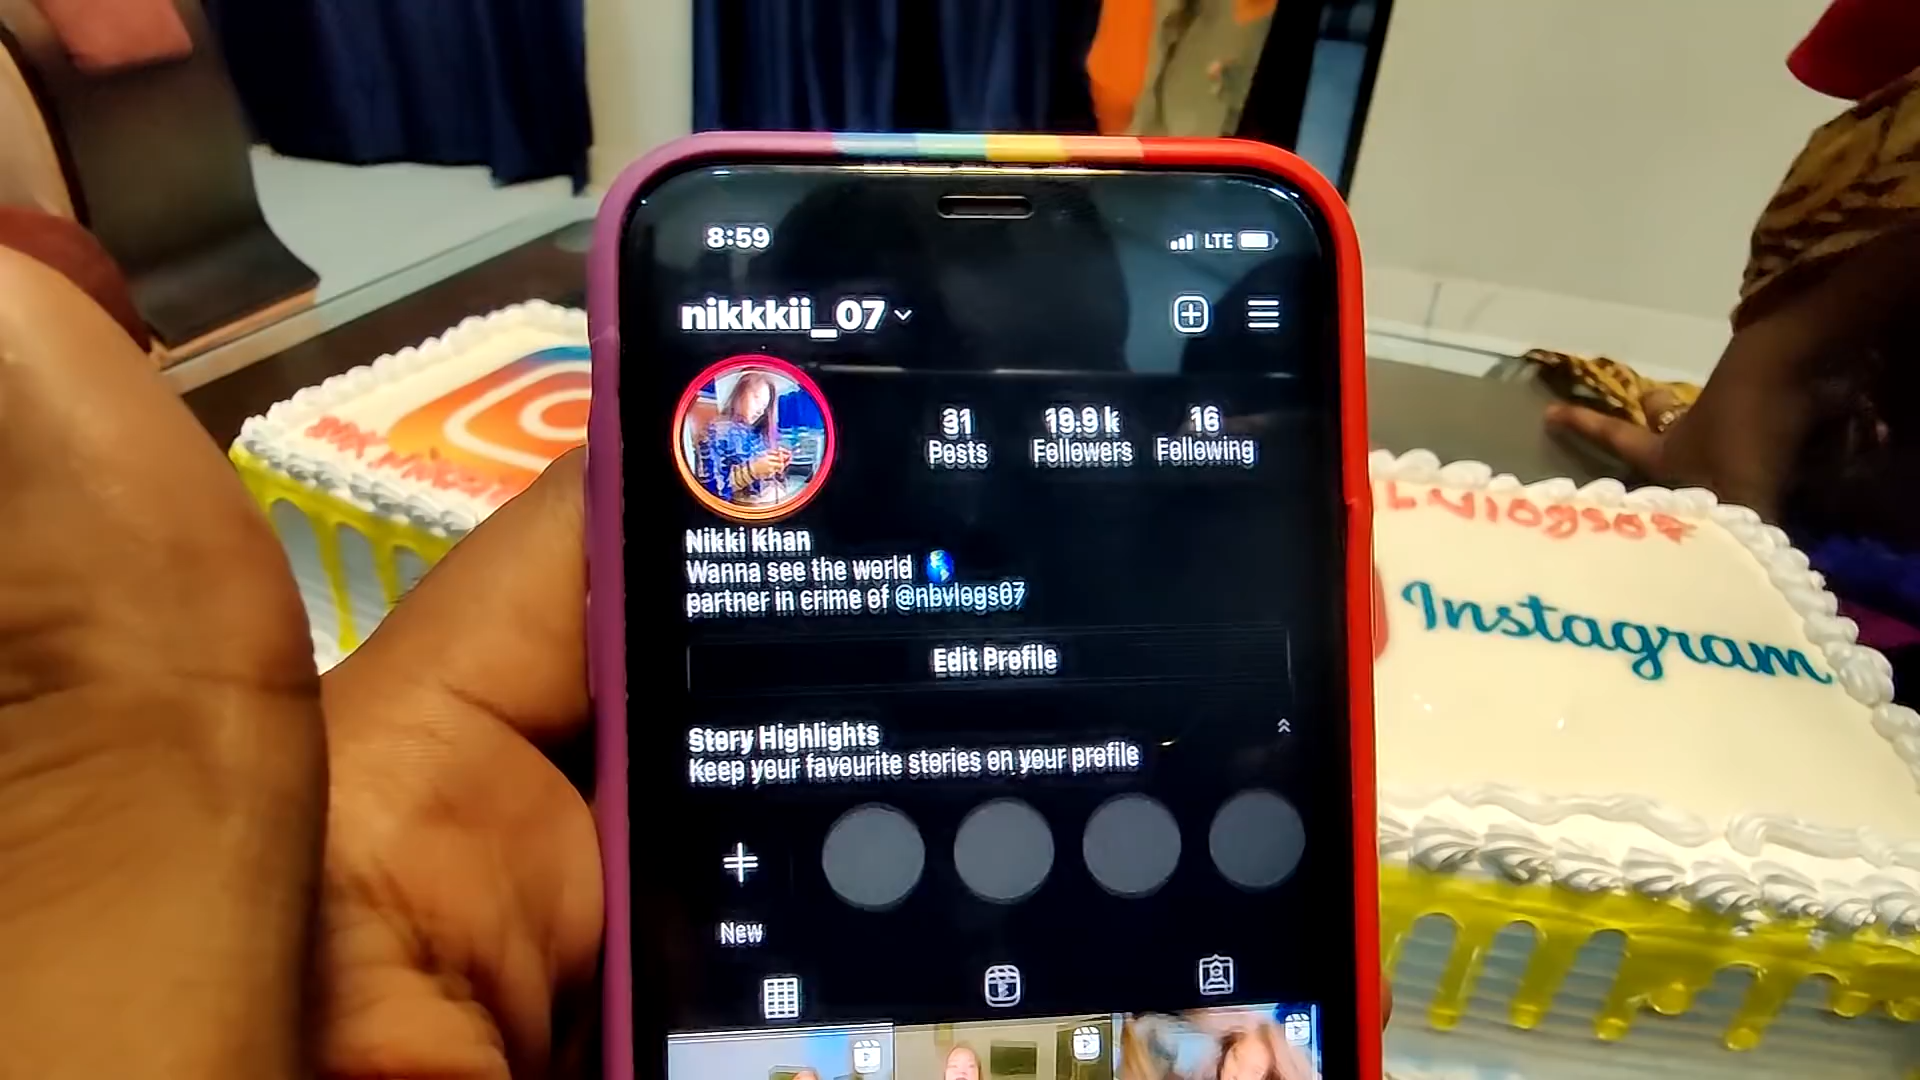 8:59
LTE
nikkkii_07
31
Posts
19.9 k
Followers
16
Following
Nikki Khan
Wanna see the world
partner in crime of @nbvlogs07
Edit Profile
Story Highlights
Keep your favourite stories on your profile
New
Instagram